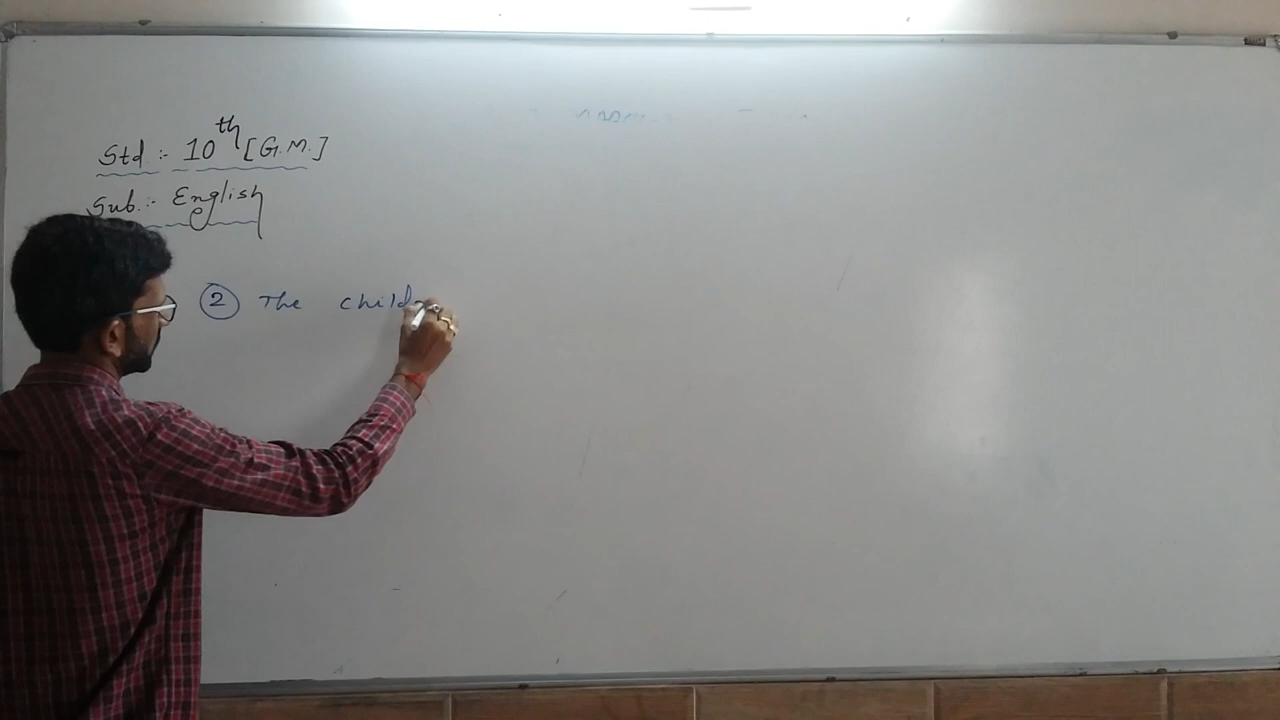 Std :- 10th [G.M.]
Sub. :- English
② The child